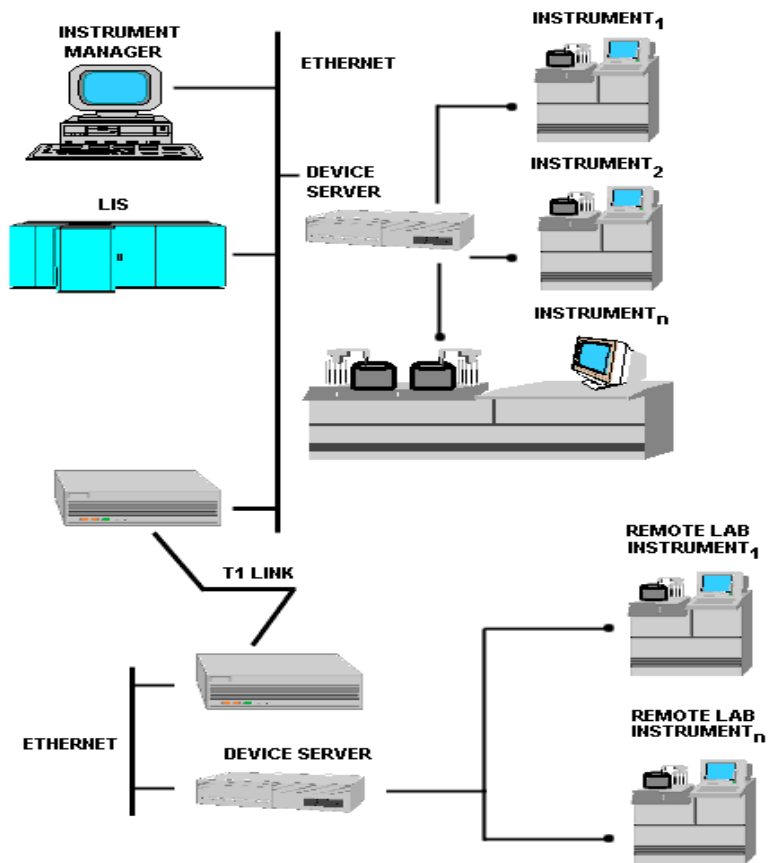 INSTRUMENT
MANAGER
ETHERNET
INSTRUMENT1
DEVICE
SERVER
INSTRUMENT2
LIS
INSTRUMENTn
T1 LINK
REMOTE LAB
INSTRUMENT1
ETHERNET
DEVICE SERVER
REMOTE LAB
INSTRUMENTn